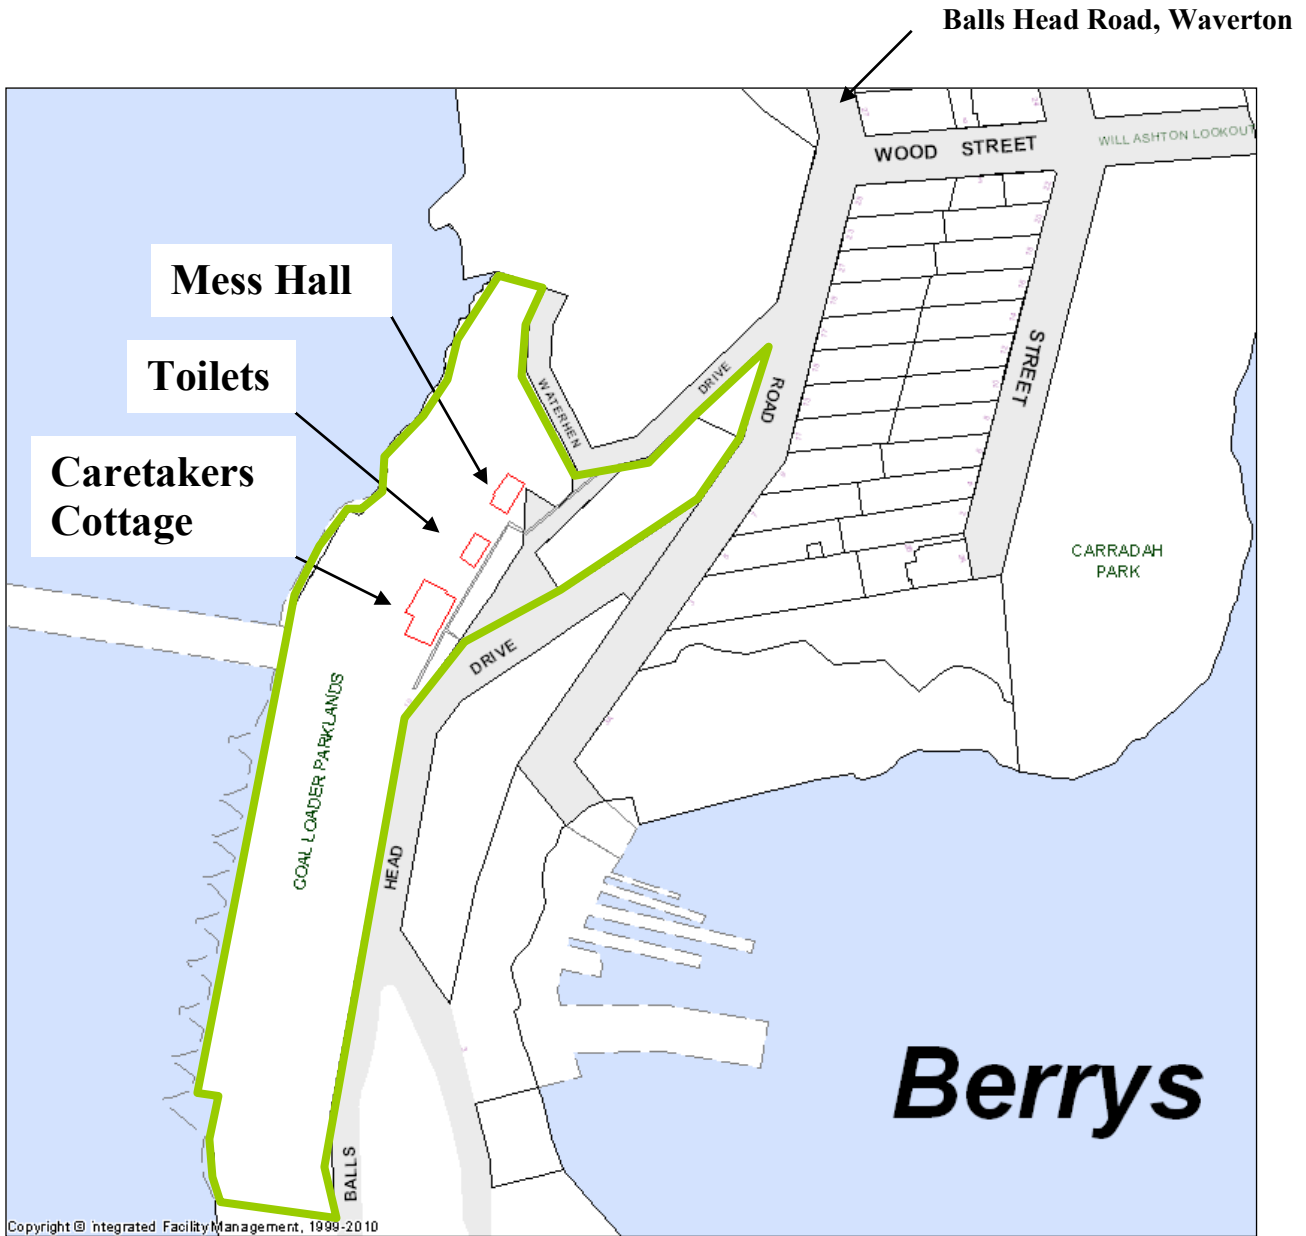 Balls Head Road, Waverton
WOOD STREET
WILL ASHTON LOOKOUT
Mess Hall
Toilets
Caretakers
Cottage
WATERHEN
DRIVE
ROAD
STREET
CARRADAH
PARK
DRIVE
COAL LOADER PARKLANDS
HEAD
BALLS
Berrys
Copyright © Integrated Facility Management, 1999-2010